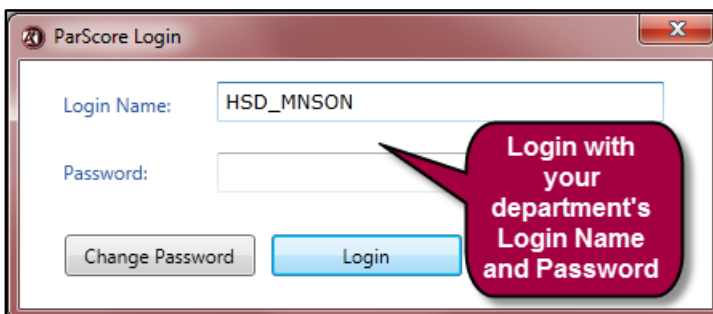 ParScore Login
Login Name:
HSD_MNSON
Password:
Change Password
Login
Login with
your
department's
Login Name
and Password